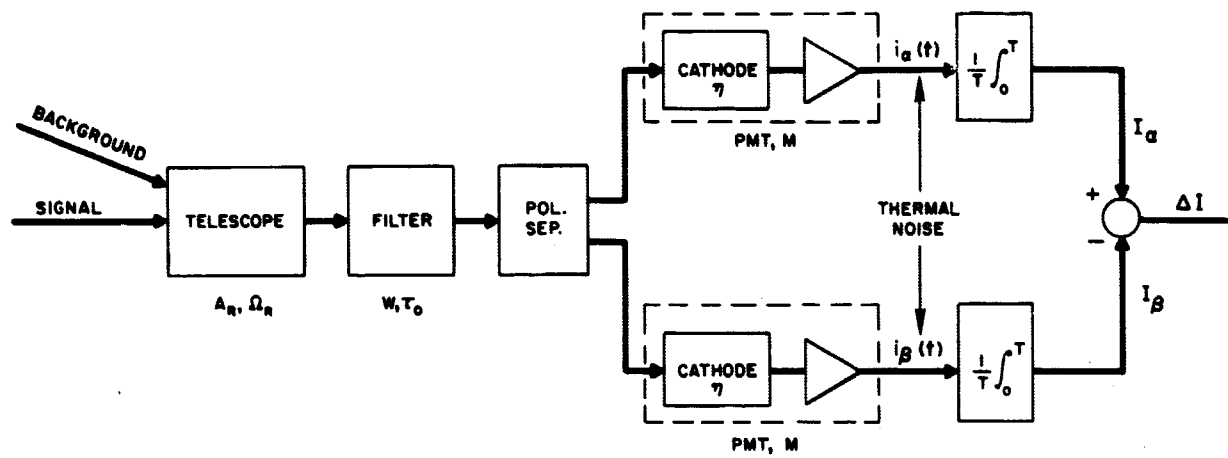 BACKGROUND
SIGNAL
TELESCOPE
A_R, Ω_R
FILTER
W, τ_o
POL.
SEP.
CATHODE
η
PMT, M
i_α(t)
1/T ∫_0^T
I_α
THERMAL
NOISE
+
−
ΔI
CATHODE
η
PMT, M
i_β(t)
1/T ∫_0^T
I_β